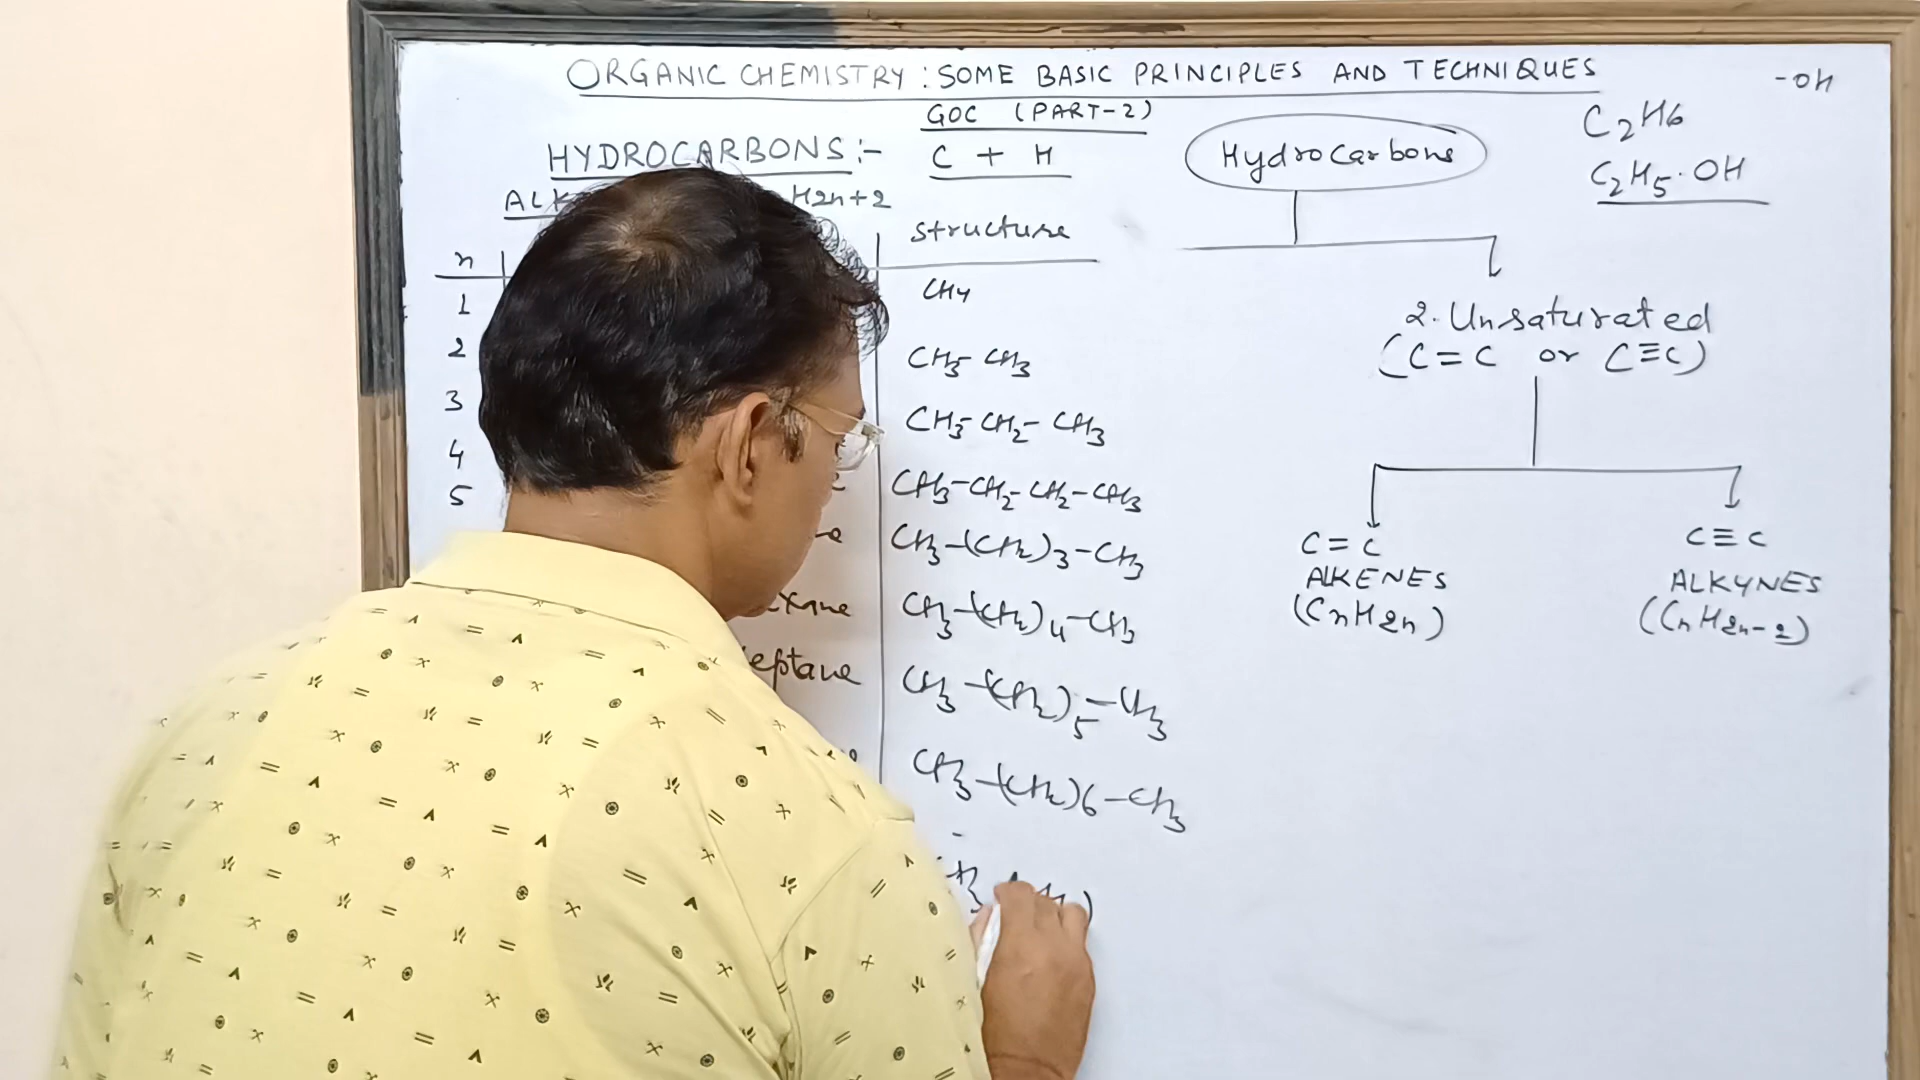 ORGANIC CHEMISTRY : SOME BASIC PRINCIPLES AND TECHNIQUES
-OH
GOC (PART-2)
HYDROCARBONS :-
C + H
H2n+2
n
structure
1
CH4
2
CH3-CH3
3
CH3-CH2-CH3
4
CH3-CH2-CH2-CH3
5
CH3-(CH2)3-CH3
CH3-(CH2)4-CH3
CH3-(CH2)5-CH3
CH3-(CH2)6-CH3
Hydrocarbons
C2H6
C2H5.OH
2. Unsaturated
(C=C or C≡C)
C=C
ALKENES
(CnH2n)
C≡C
ALKYNES
(CnH2n-2)